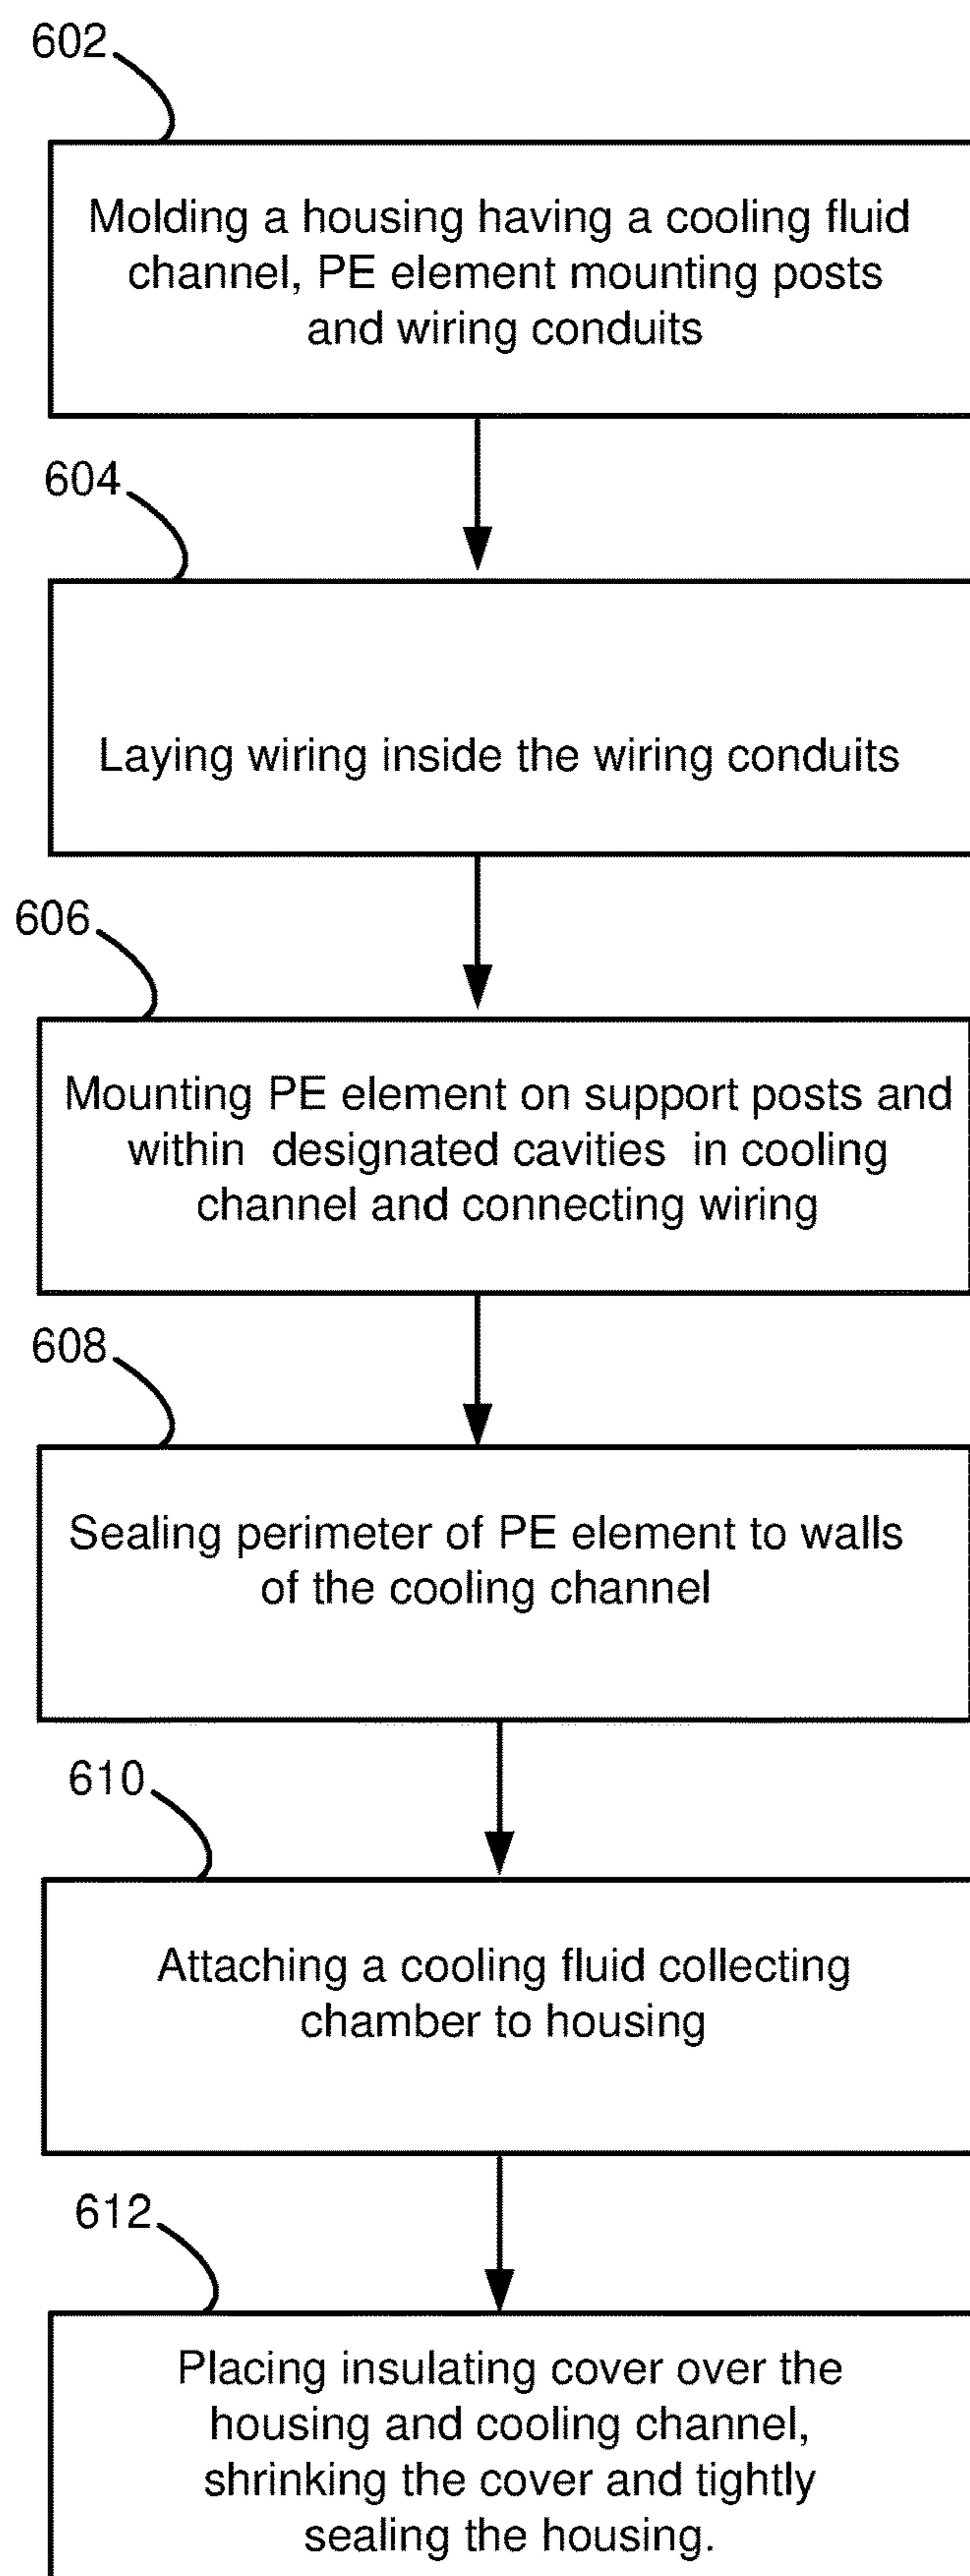 602
Molding a housing having a cooling fluid
channel, PE element mounting posts
and wiring conduits
604
Laying wiring inside the wiring conduits
606
Mounting PE element on support posts and
within designated cavities in cooling
channel and connecting wiring
608
Sealing perimeter of PE element to walls
of the cooling channel
610
Attaching a cooling fluid collecting
chamber to housing
612
Placing insulating cover over the
housing and cooling channel,
shrinking the cover and tightly
sealing the housing.